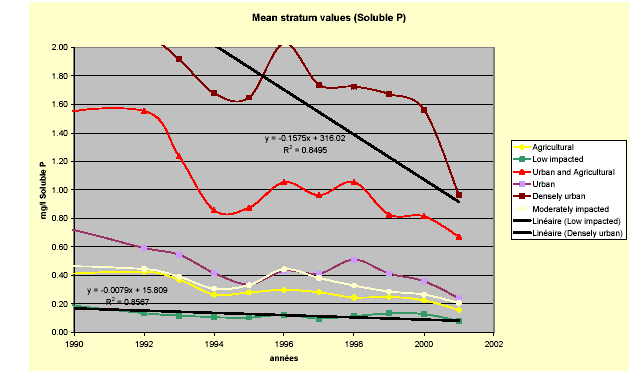 Mean stratum values (Soluble P)
2.00
1.80
1.60
1.40
1.20
1.00
0.80
0.60
0.40
0.20
0.00
mg/l Soluble P
y = -0.1575x + 316.02
R² = 0.8495
y = -0.0079x + 15.809
R² = 0.8567
1990
1992
1994
1996
1998
2000
2002
années
Agricultural
Low impacted
Urban and Agricultural
Urban
Densely urban
Moderately impacted
Linéaire (Low impacted)
Linéaire (Densely urban)